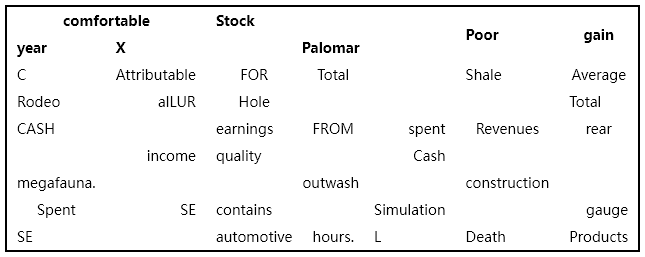 comfortable Stock Poor gain
year X Palomar
C Attributable FOR Total Shale Average
Rodeo alLUR Hole Total
CASH earnings FROM spent Revenues rear
income quality Cash
megafauna. outwash construction
Spent SE contains Simulation gauge
SE automotive hours. L Death Products